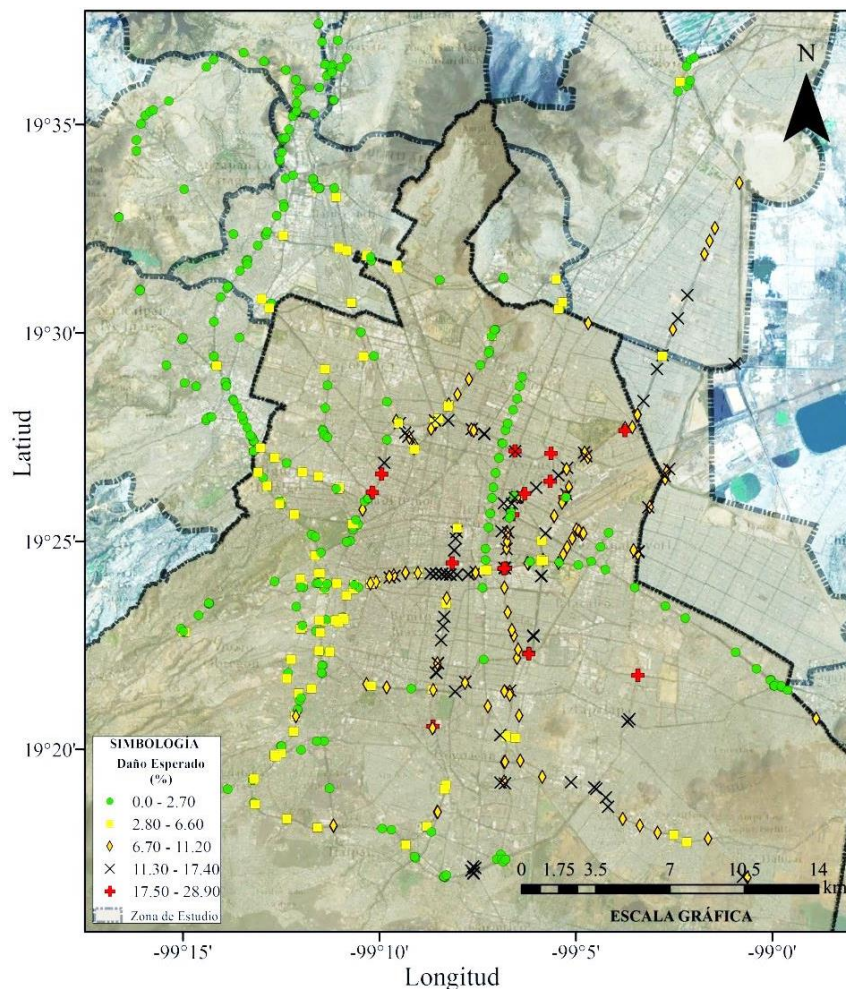 N
19°35'
19°30'
19°25'
19°20'
Latiud
SIMBOLOGÍA
Daño Esperado
(%)
0.0 - 2.70
2.80 - 6.60
6.70 - 11.20
11.30 - 17.40
17.50 - 28.90
Zona de Estudio
0 1.75 3.5 7 10.5 14
km
ESCALA GRÁFICA
-99°15' -99°10' -99°5' -99°0'
Longitud